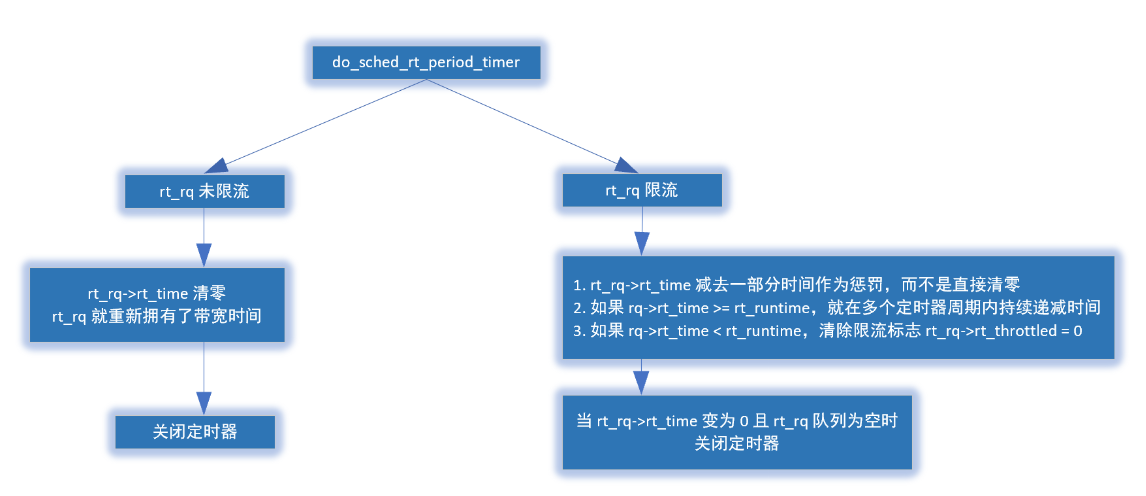 do_sched_rt_period_timer
rt_rq 未限流
rt_rq 限流
rt_rq->rt_time 清零
rt_rq 就重新拥有了带宽时间
1. rt_rq->rt_time 减去一部分时间作为惩罚，而不是直接清零
2. 如果 rq->rt_time >= rt_runtime，就在多个定时器周期内持续递减时间
3. 如果 rq->rt_time < rt_runtime，清除限流标志 rt_rq->rt_throttled = 0
关闭定时器
当 rt_rq->rt_time 变为 0 且 rt_rq 队列为空时
关闭定时器